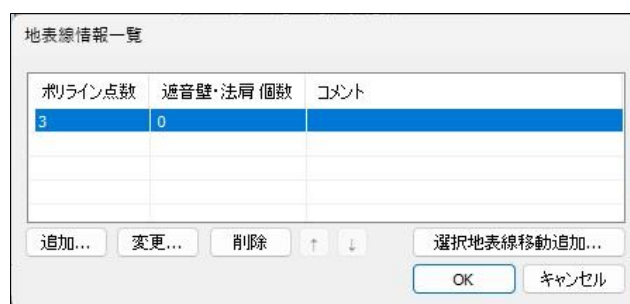 地表線情報一覧
ポリライン点数 遮音壁・法肩個数 コメント
3 0
追加... 変更... 削除 ↑ ↓ 選択地表線移動追加...
OK キャンセル